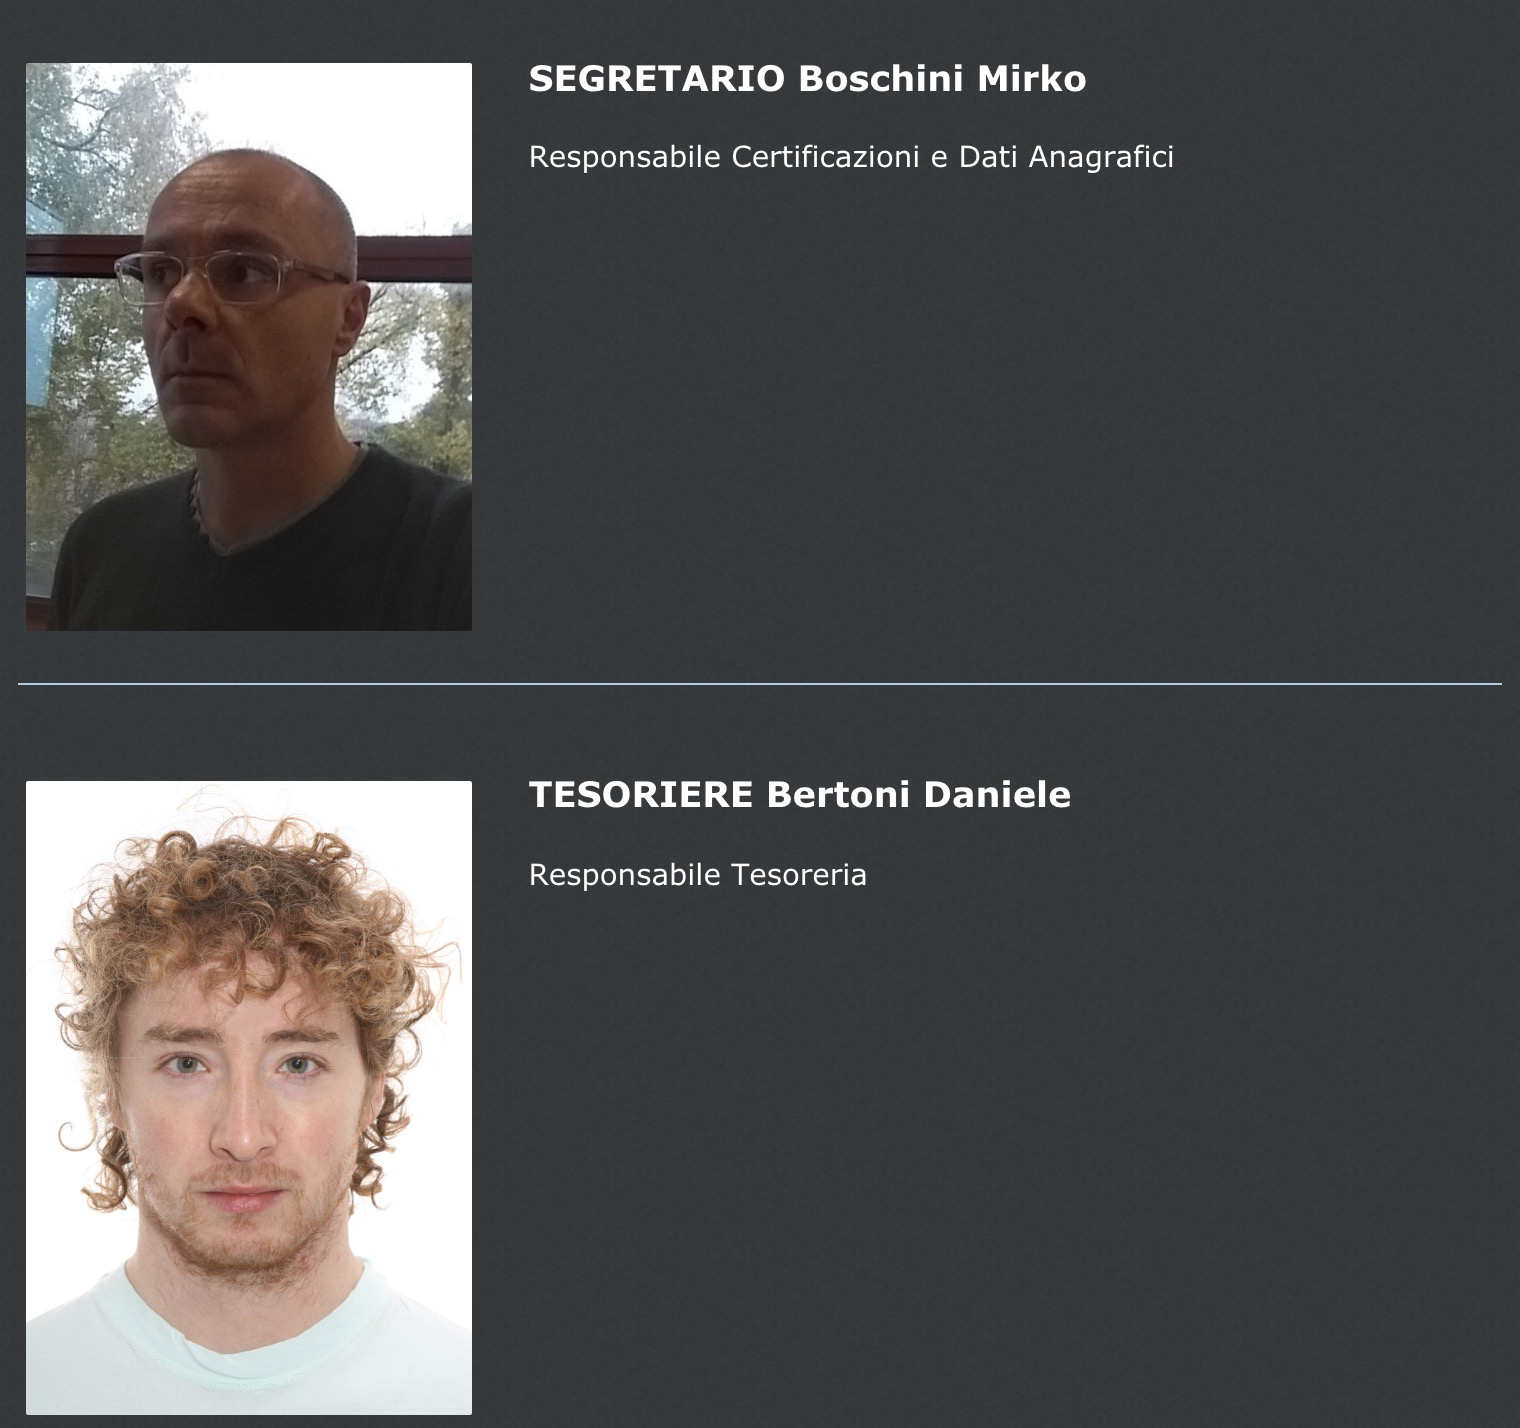 SEGRETARIO Boschini Mirko
Responsabile Certificazioni e Dati Anagrafici
TESORIERE Bertoni Daniele
Responsabile Tesoreria